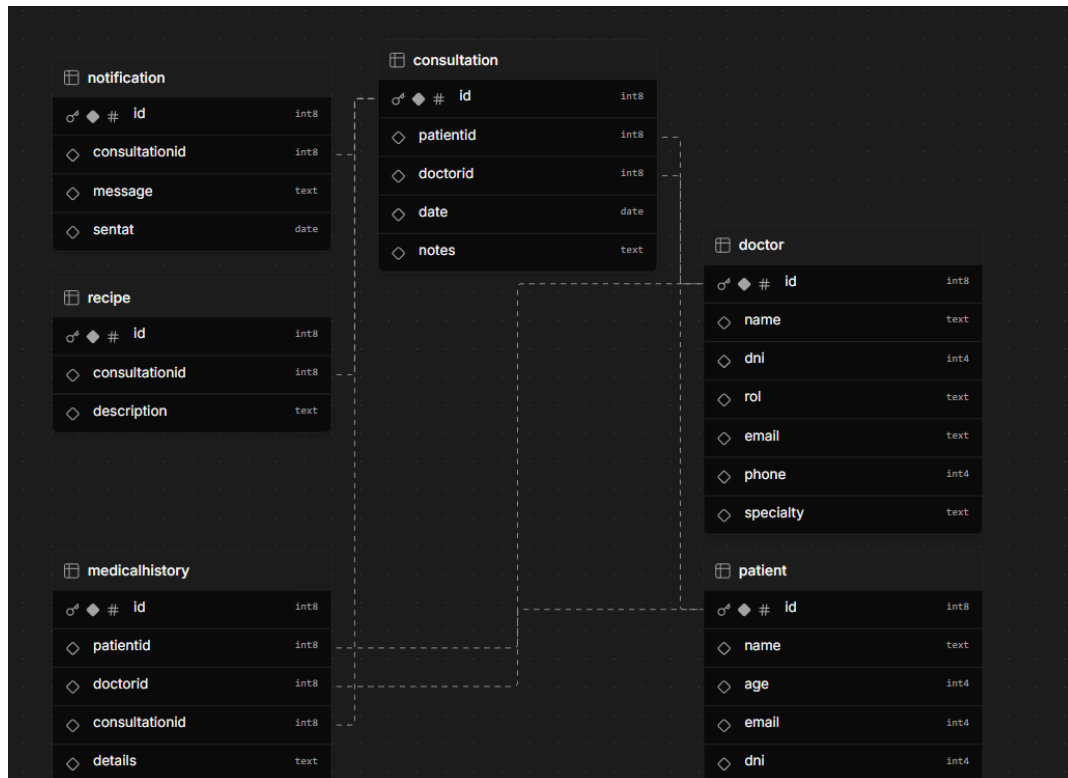 notification
id int8
consultationid int8
message text
sentat date
consultation
id int8
patientid int8
doctorid int8
date date
notes text
recipe
id int8
consultationid int8
description text
doctor
id int8
name text
dni int4
rol text
email text
phone int4
specialty text
medicalhistory
id int8
patientid int8
doctorid int8
consultationid int8
details text
patient
id int8
name text
age int4
email int4
dni int4